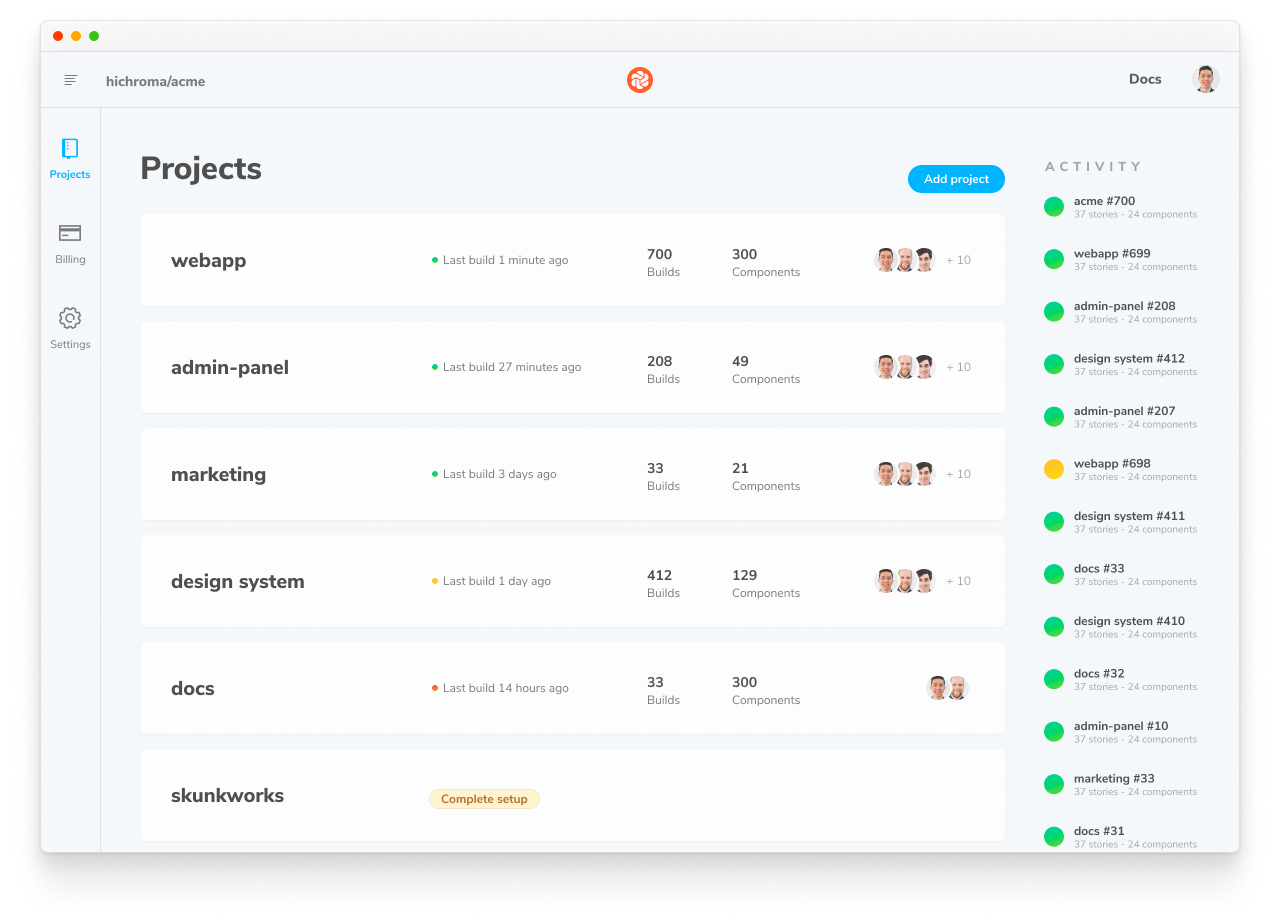 hichroma/acme
Docs
Projects
Billing
Settings
Projects
Add project
webapp
Last build 1 minute ago
700
Builds
300
Components
+ 10
admin-panel
Last build 27 minutes ago
208
Builds
49
Components
+ 10
marketing
Last build 3 days ago
33
Builds
21
Components
+ 10
design system
Last build 1 day ago
412
Builds
129
Components
+ 10
docs
Last build 14 hours ago
33
Builds
300
Components
skunkworks
Complete setup
ACTIVITY
acme #700
37 stories - 24 components
webapp #699
37 stories - 24 components
admin-panel #208
37 stories - 24 components
design system #412
37 stories - 24 components
admin-panel #207
37 stories - 24 components
webapp #698
37 stories - 24 components
design system #411
37 stories - 24 components
docs #33
37 stories - 24 components
design system #410
37 stories - 24 components
docs #32
37 stories - 24 components
admin-panel #10
37 stories - 24 components
marketing #33
37 stories - 24 components
docs #31
37 stories - 24 components